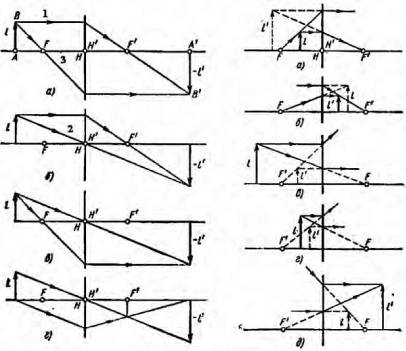 B 1 l F 3 H H' F' A' A -l' B' а)
l 2 F H H' F' -l' б)
l F H H' F' -l' в)
l F H H' F' -l' г)
l' l F F' а)
F l' l F' б)
l F' l' F в)
F' l l' F г)
F' l F l' д)